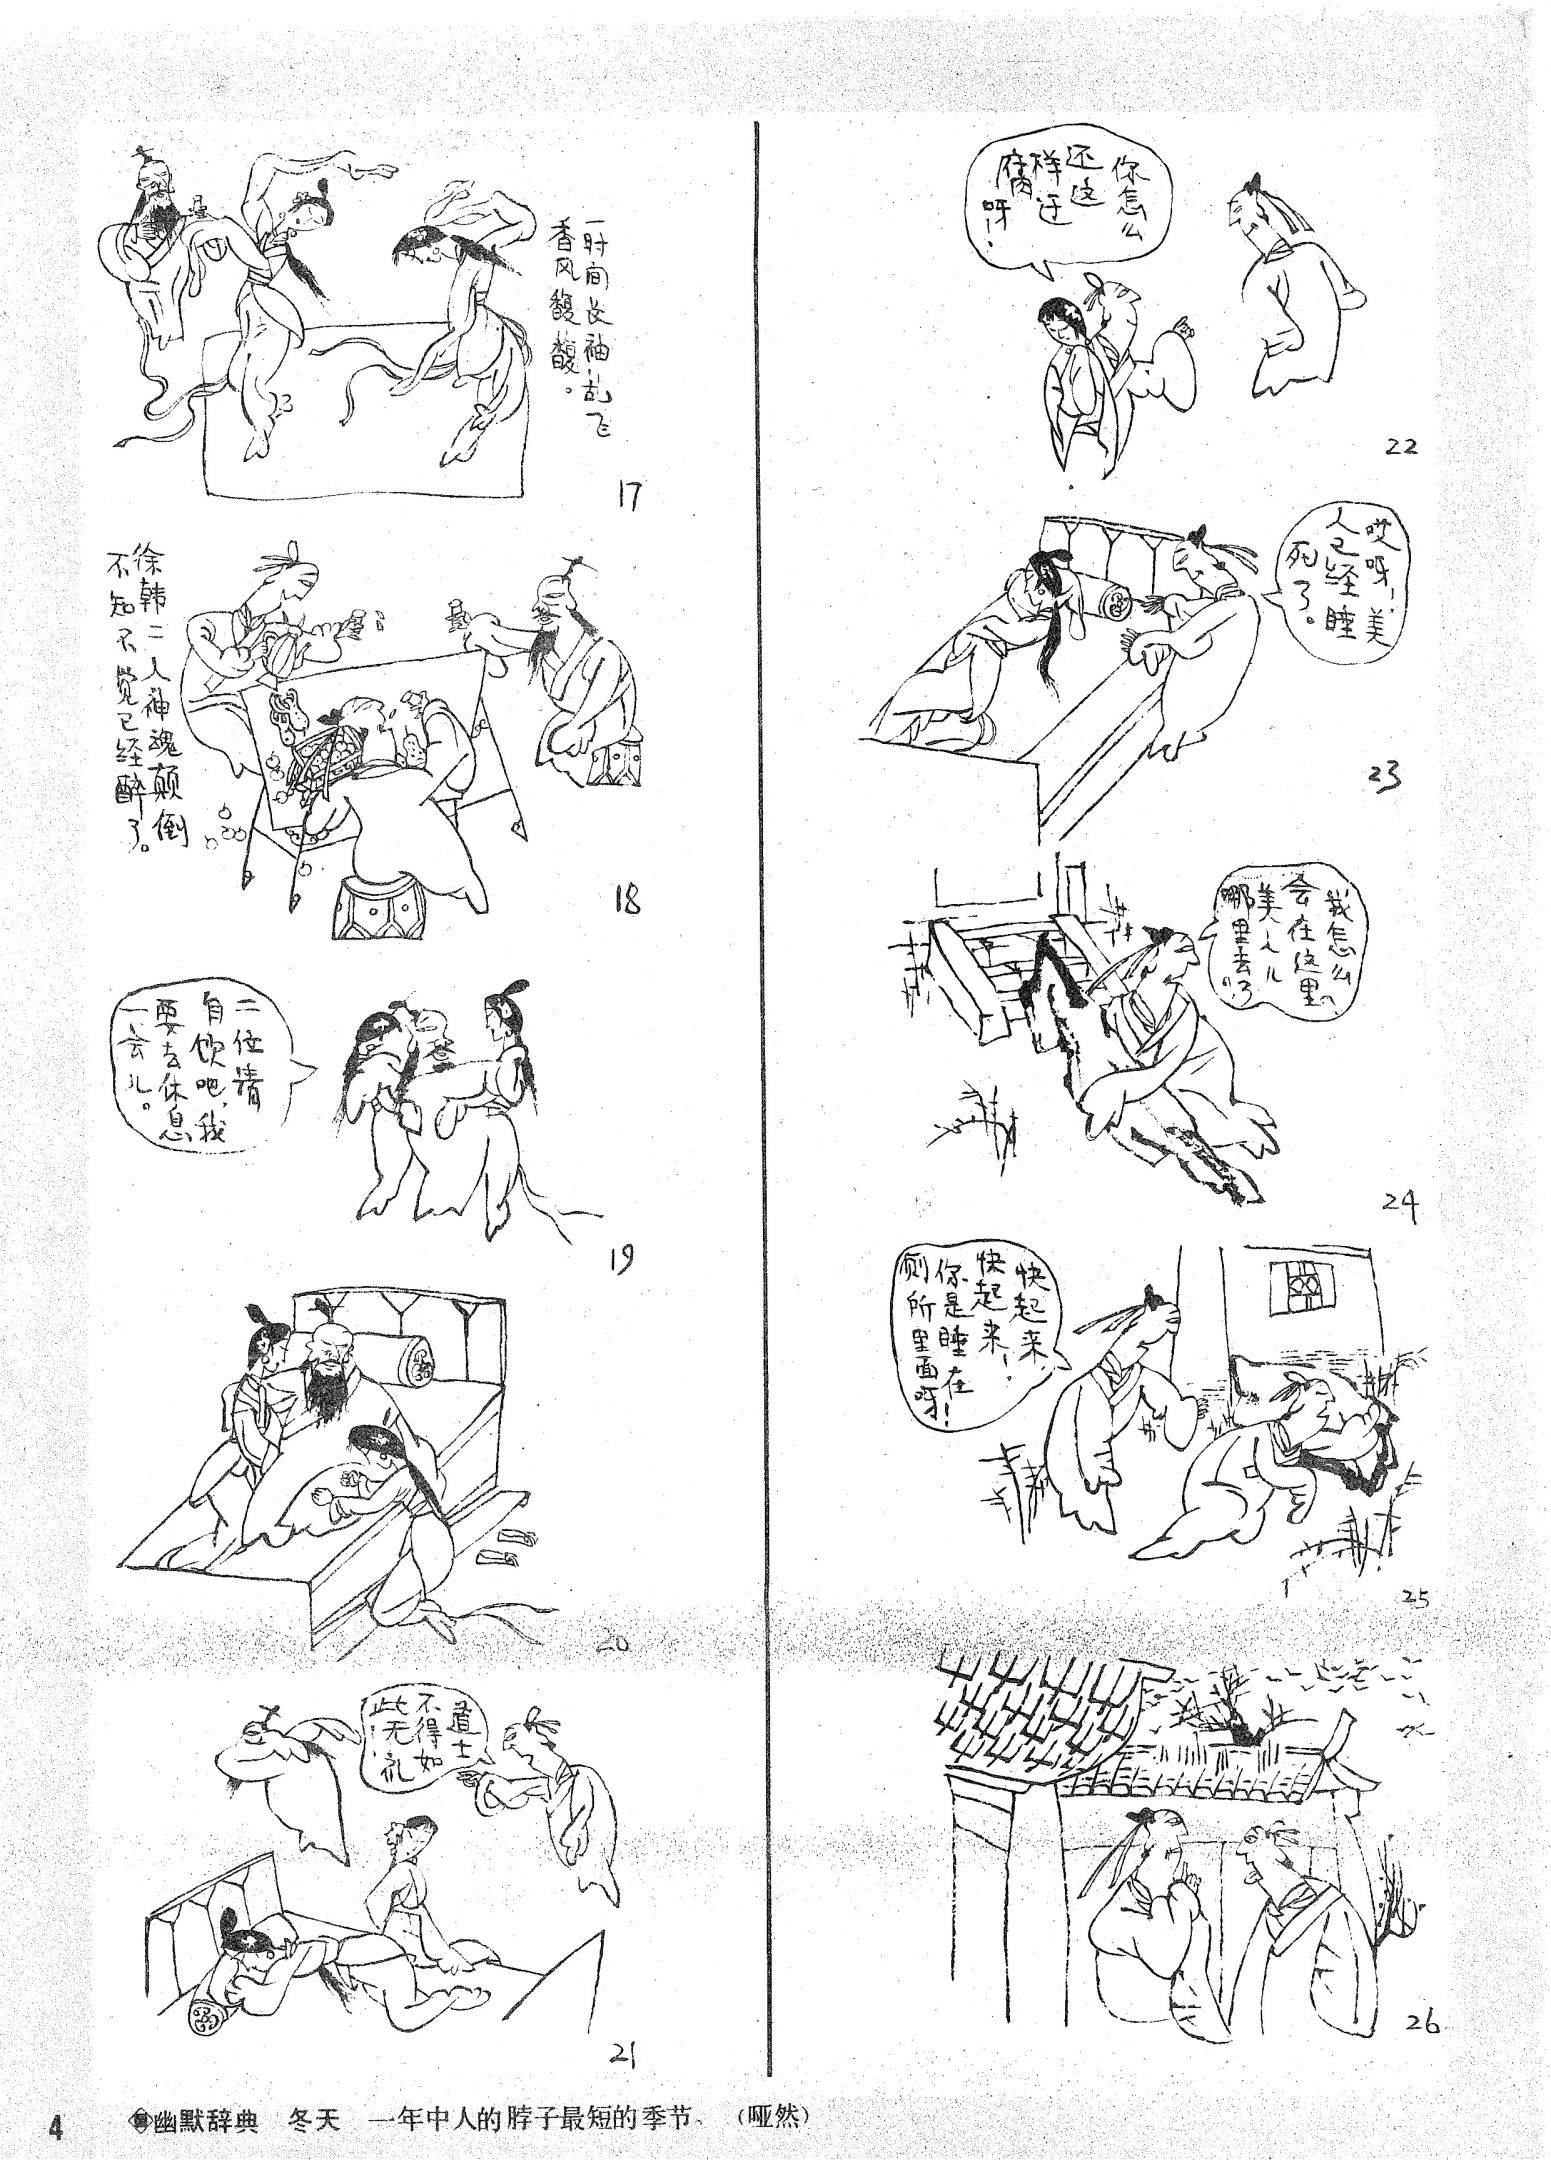 一时间长袖乱飞
香风馥馥。
17
徐韩二人神魂颠倒
不知不觉已经醉了。
18
二位请
自饮吧，我
要去休息
一会儿。
19
20
道士
不得如
此无礼！
21
你怎么
还这
样迂
腐呀！
22
哎呀！美
人已经睡
死了。
23
我怎么
会在这里、
美人儿
哪里去了
24
快起来！
快起来！
你是睡在
厕所里面呀！
25
26
4
幽默辞典 冬天 一年中人的脖子最短的季节。（哑然）